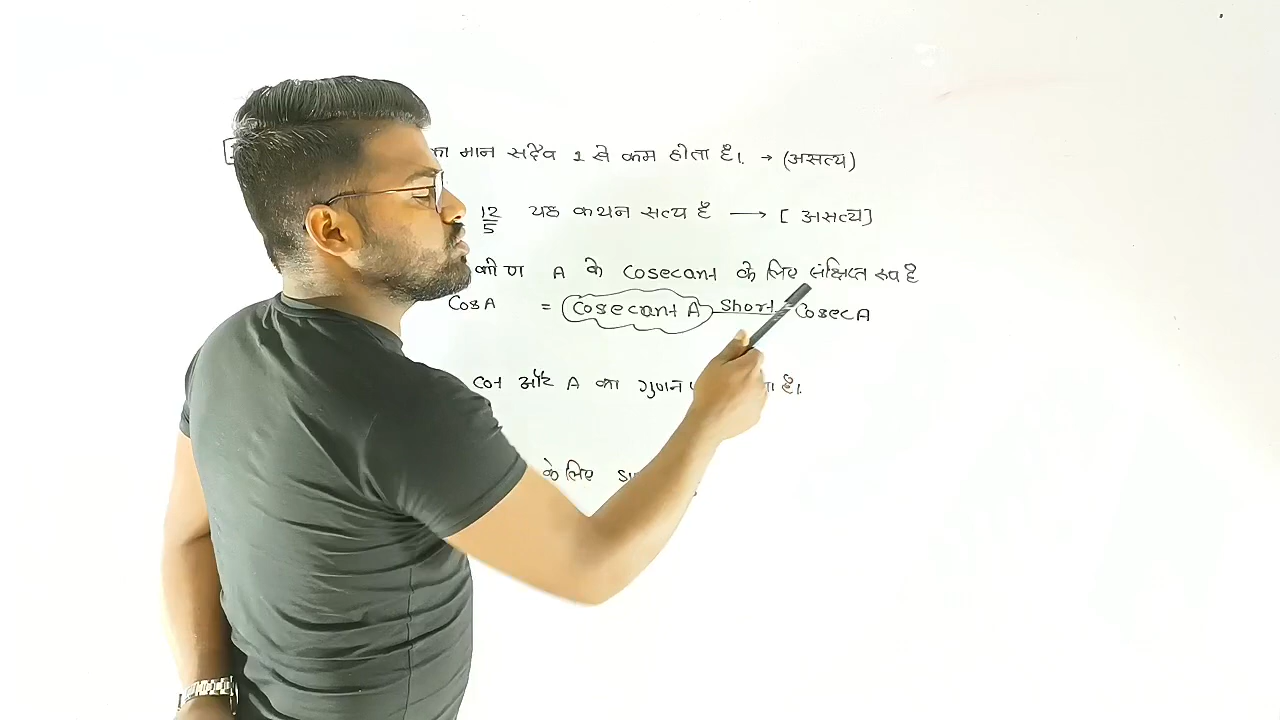 का मान सदैव 1 से कम होता है। → (असत्य)
12/5 यह कथन सत्य है → [ असत्य ]
कोण A के Cosecant के लिए संक्षिप्त रूप है
CosA = Cosecant A short CosecA
Cot और A का गुणन है।
के लिए